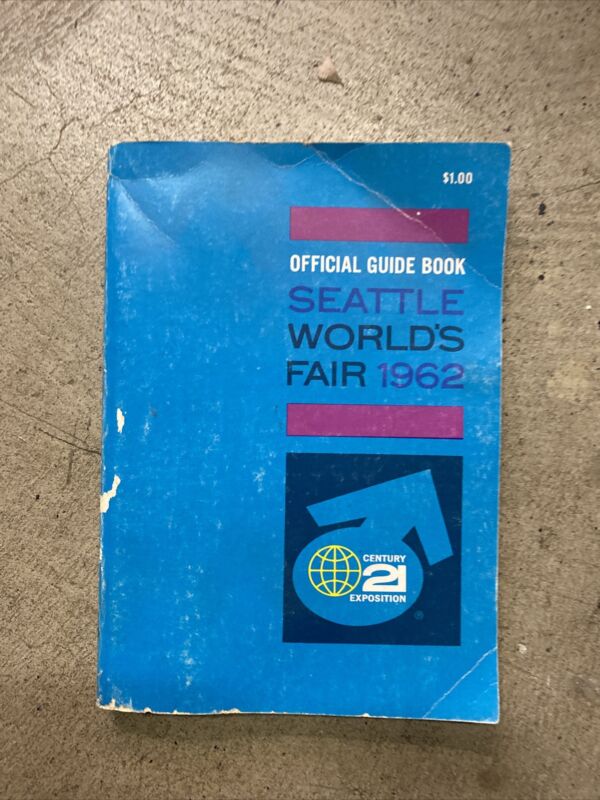 $1.00
OFFICIAL GUIDE BOOK
SEATTLE
WORLD'S
FAIR 1962
CENTURY
21
EXPOSITION
®